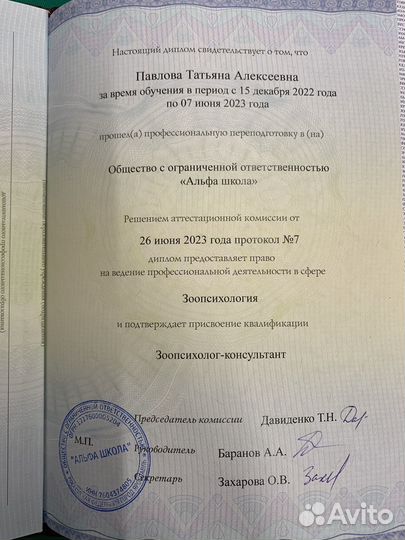 Настоящий диплом свидетельствует о том, что
Павлова Татьяна Алексеевна
за время обучения в период с 15 декабря 2022 года
по 07 июня 2023 года
прошел(а) профессиональную переподготовку в (на)
Общество с ограниченной ответственностью
«Альфа школа»
Решением аттестационной комиссии от
26 июня 2023 года протокол №7
диплом предоставляет право
на ведение профессиональной деятельности в сфере
Зоопсихология
и подтверждает присвоение квалификации
Зоопсихолог-консультант
Председатель комиссии Давиденко Т.Н.
М.П.
Руководитель Баранов А.А.
Секретарь Захарова О.В.
"АЛЬФА ШКОЛА"
Avito